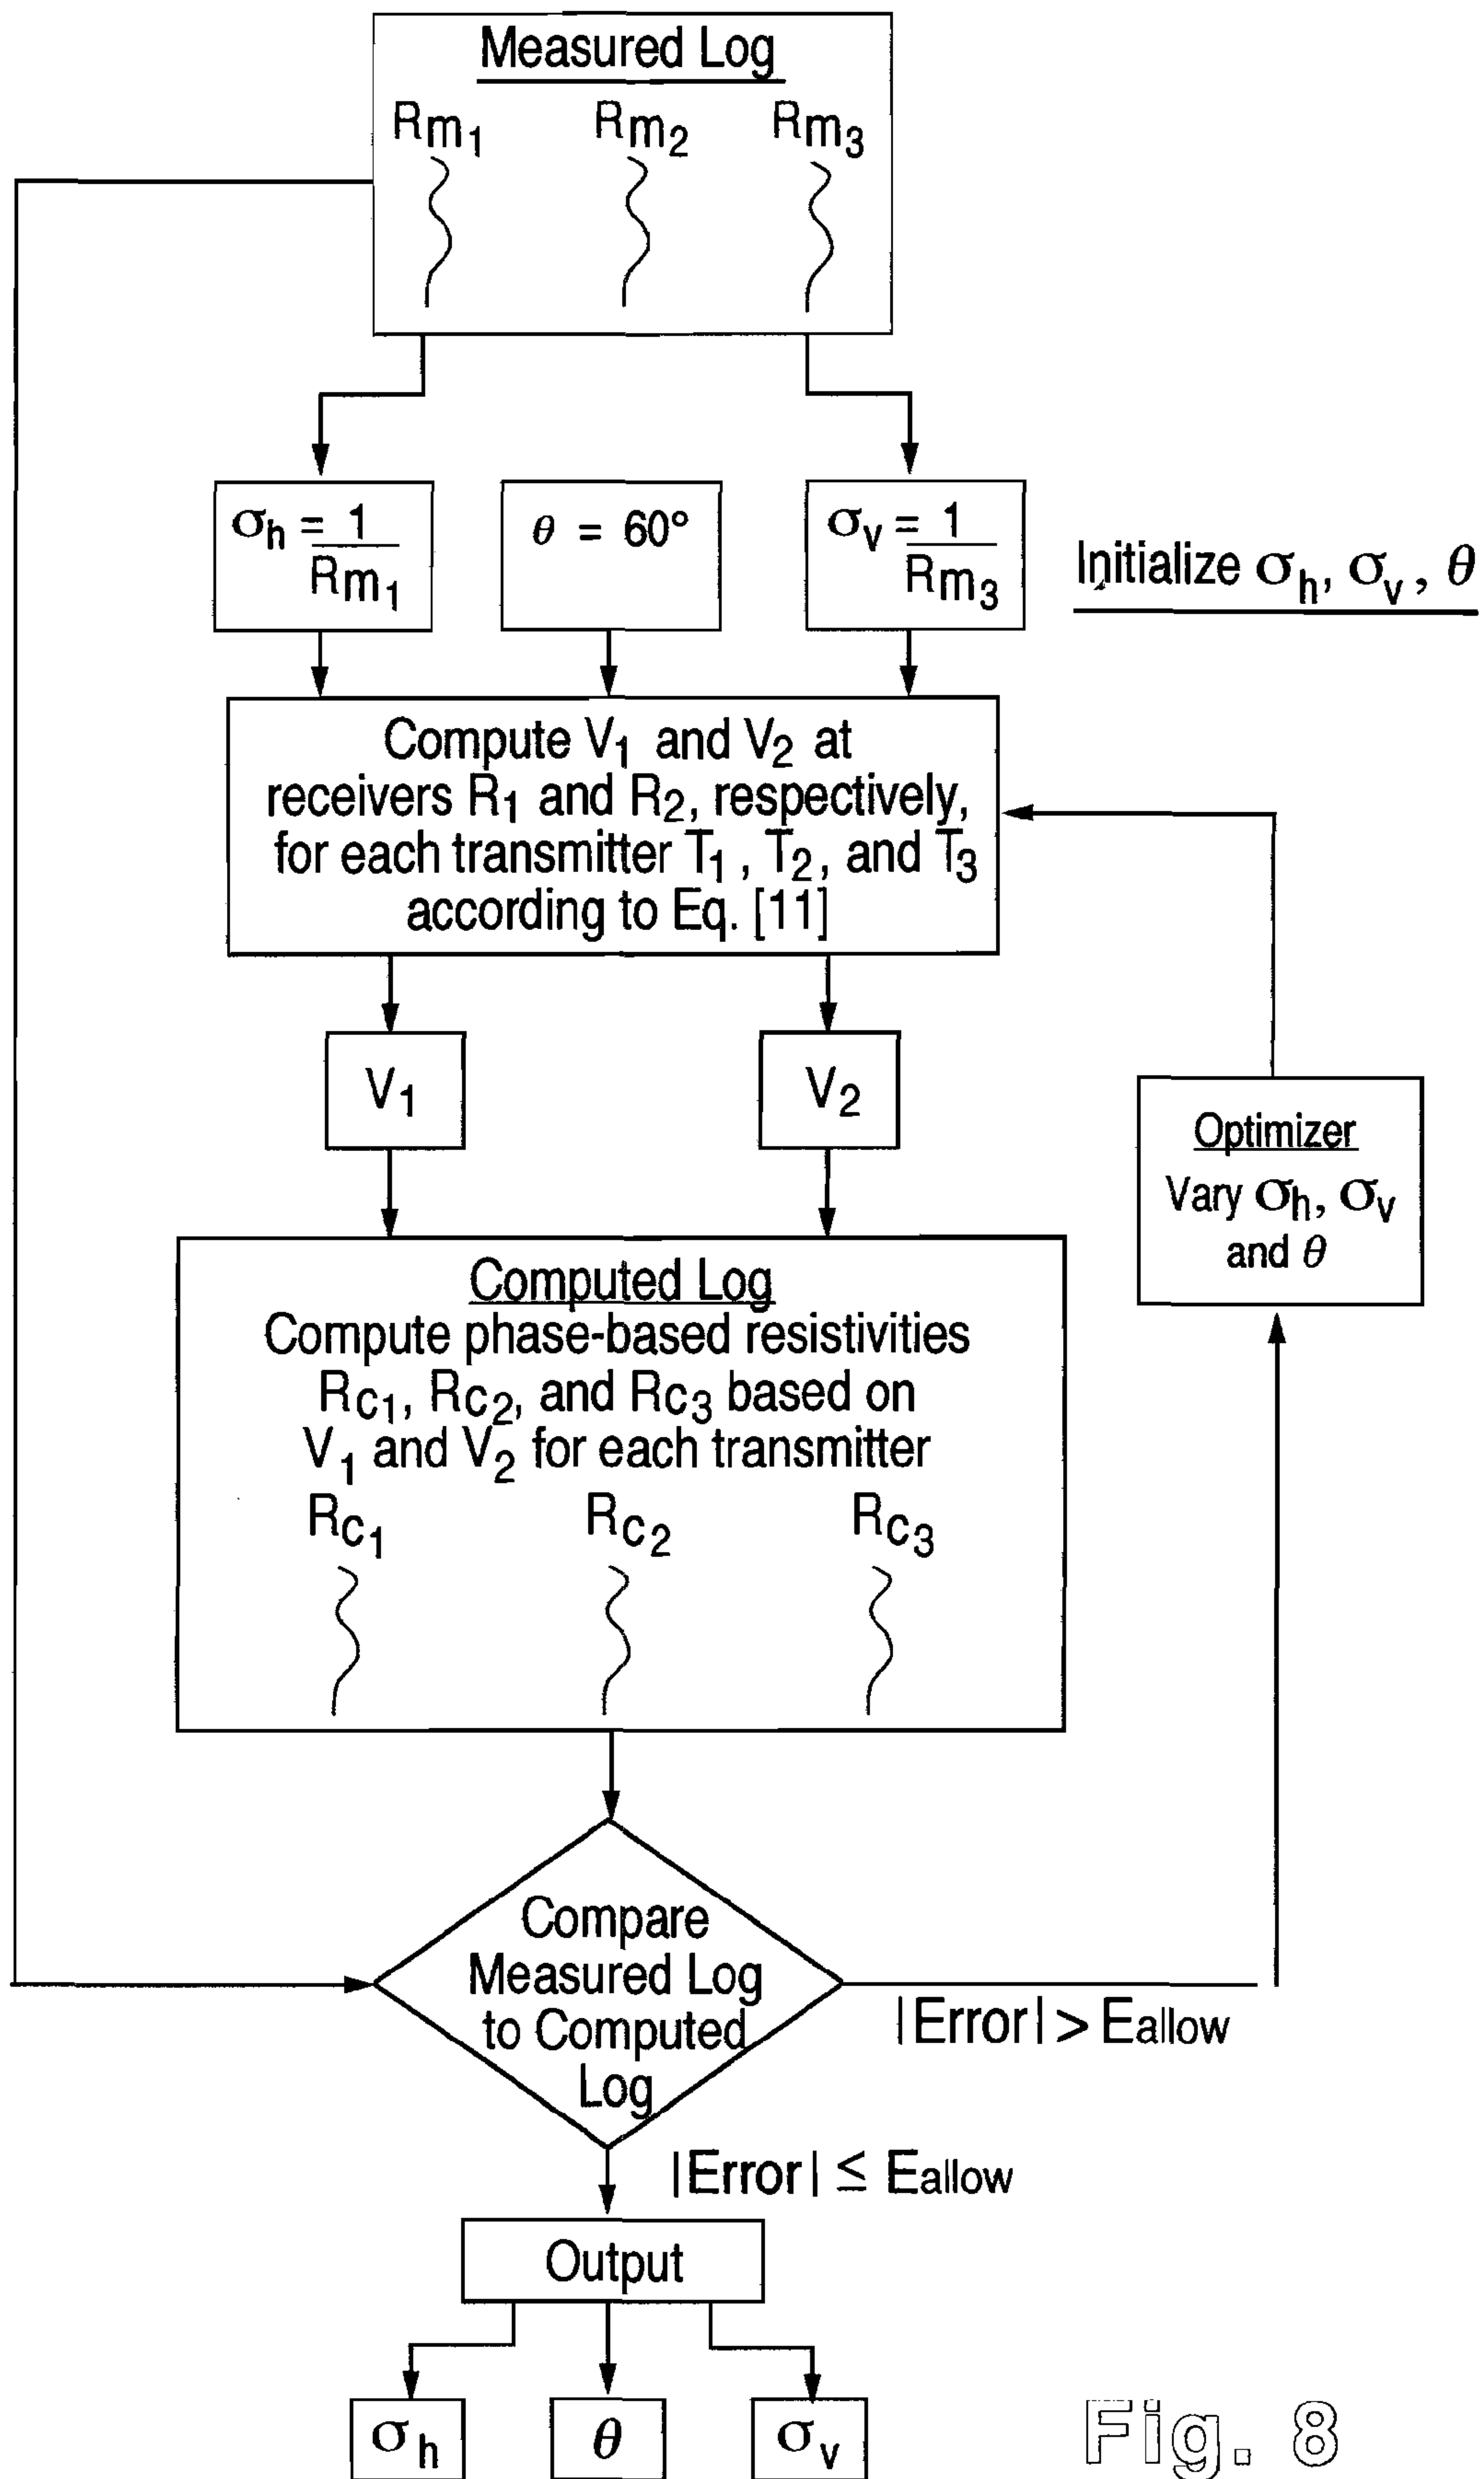 Measured Log
Rm1 Rm2 Rm3
σh = 1/Rm1
θ = 60°
σv = 1/Rm3
Initialize σh, σv, θ
Compute V1 and V2 at
receivers R1 and R2, respectively,
for each transmitter T1, T2, and T3
according to Eq. [11]
V1
V2
Optimizer
Vary σh, σv
and θ
Computed Log
Compute phase-based resistivities
Rc1, Rc2, and Rc3 based on
V1 and V2 for each transmitter
Rc1 Rc2 Rc3
Compare
Measured Log
to Computed
Log
|Error| > Eallow
|Error| ≤ Eallow
Output
σh
θ
σv
Fig. 8